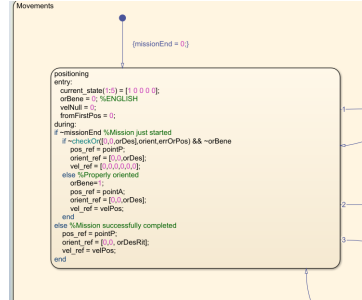 Movements
{missionEnd = 0;}
positioning
entry:
current_state(1:5) = [1 0 0 0 0];
orBene = 0; %ENGLISH
velNull = 0;
fromFirstPos = 0;
during:
if ~missionEnd %Mission just started
if ~checkOr([0,0,orDes],orient,errOrPos) && ~orBene
pos_ref = pointP;
orient_ref = [0,0,orDes];
vel_ref = [0,0,0,0,0,0];
else %Properly oriented
orBene=1;
pos_ref = pointA;
orient_ref = [0,0,orDes];
vel_ref = velPos;
end
else %Mission successfully completed
pos_ref = pointP;
orient_ref = [0,0, orDesRit];
vel_ref = velPos;
end
1
2
3